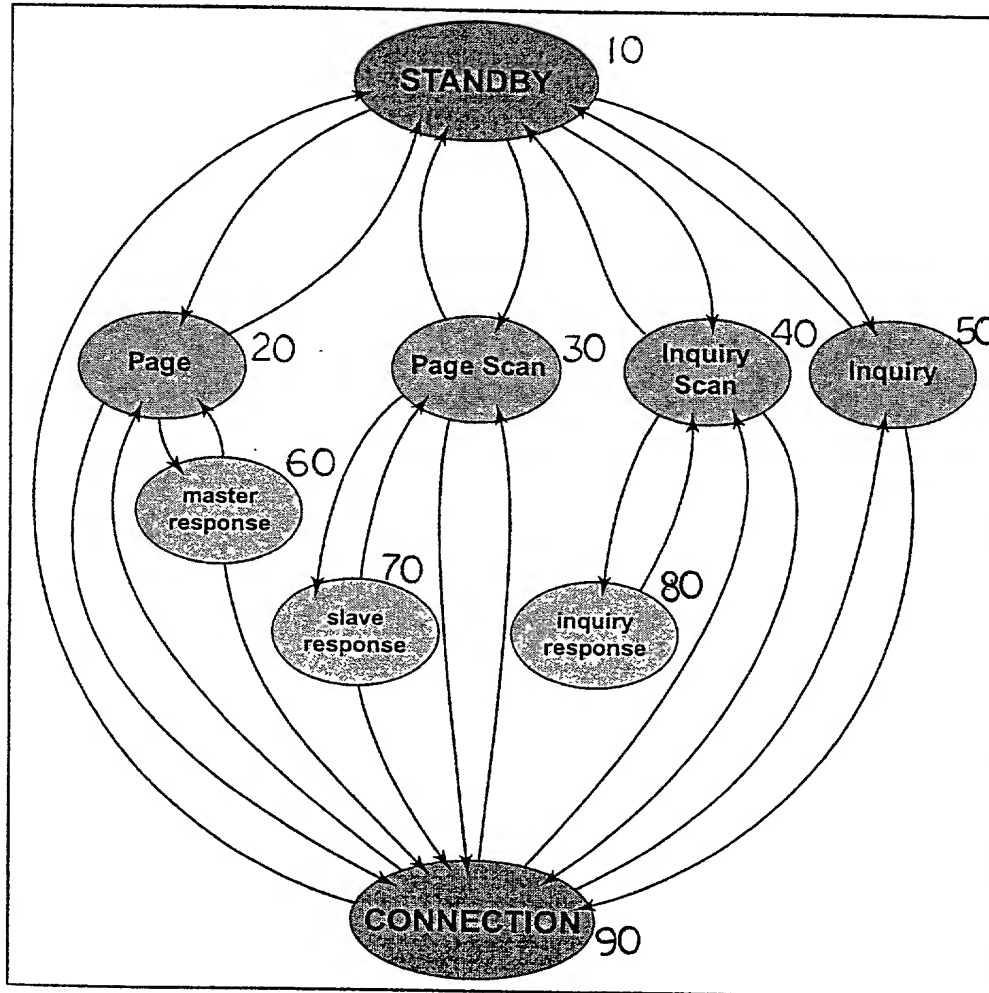 STANDBY
10
Page
20
Page Scan
30
Inquiry
Scan
40
Inquiry
50
master
response
60
slave
response
70
inquiry
response
80
CONNECTION
90